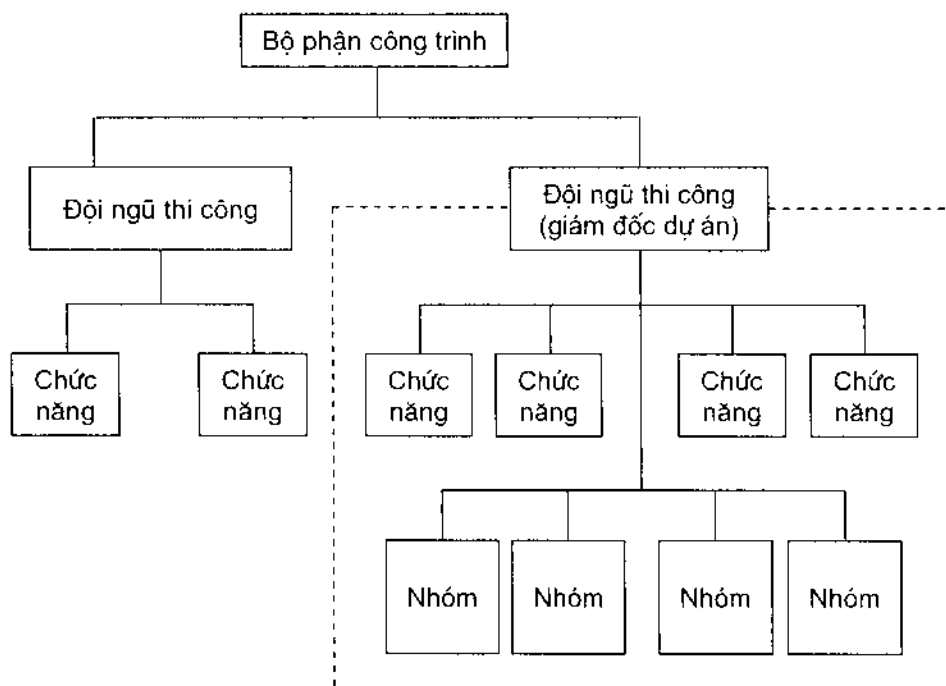 Bộ phận công trình
Đội ngũ thi công
Đội ngũ thi công
(giám đốc dự án)
Chức
năng
Chức
năng
Chức
năng
Chức
năng
Chức
năng
Chức
năng
Nhóm
Nhóm
Nhóm
Nhóm